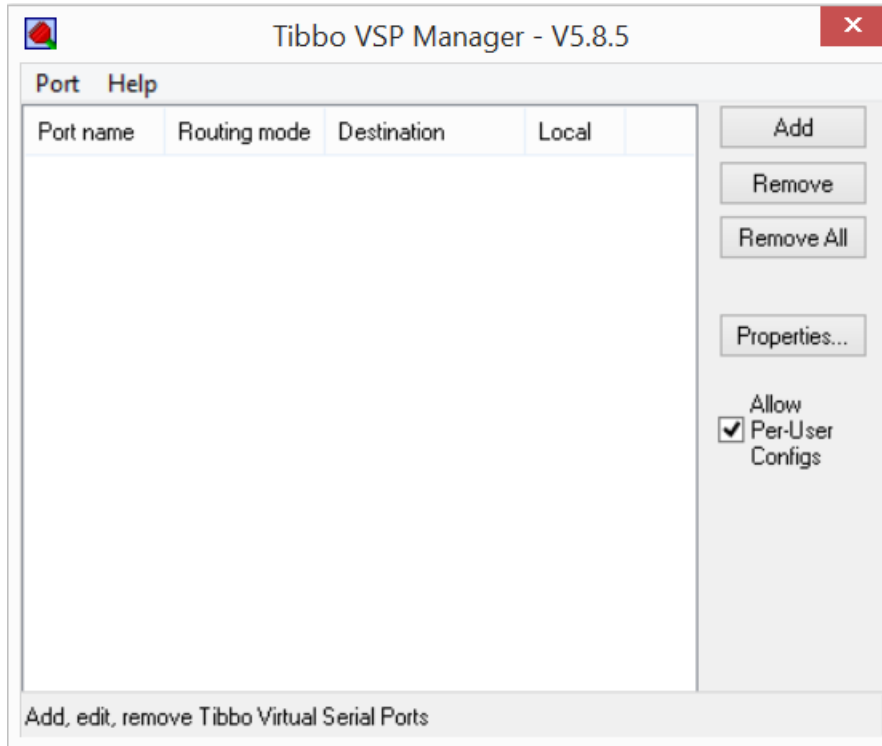 Tibbo VSP Manager - V5.8.5
Port Help
Port name Routing mode Destination Local
Add
Remove
Remove All
Properties...
Allow
Per-User
Configs
Add, edit, remove Tibbo Virtual Serial Ports